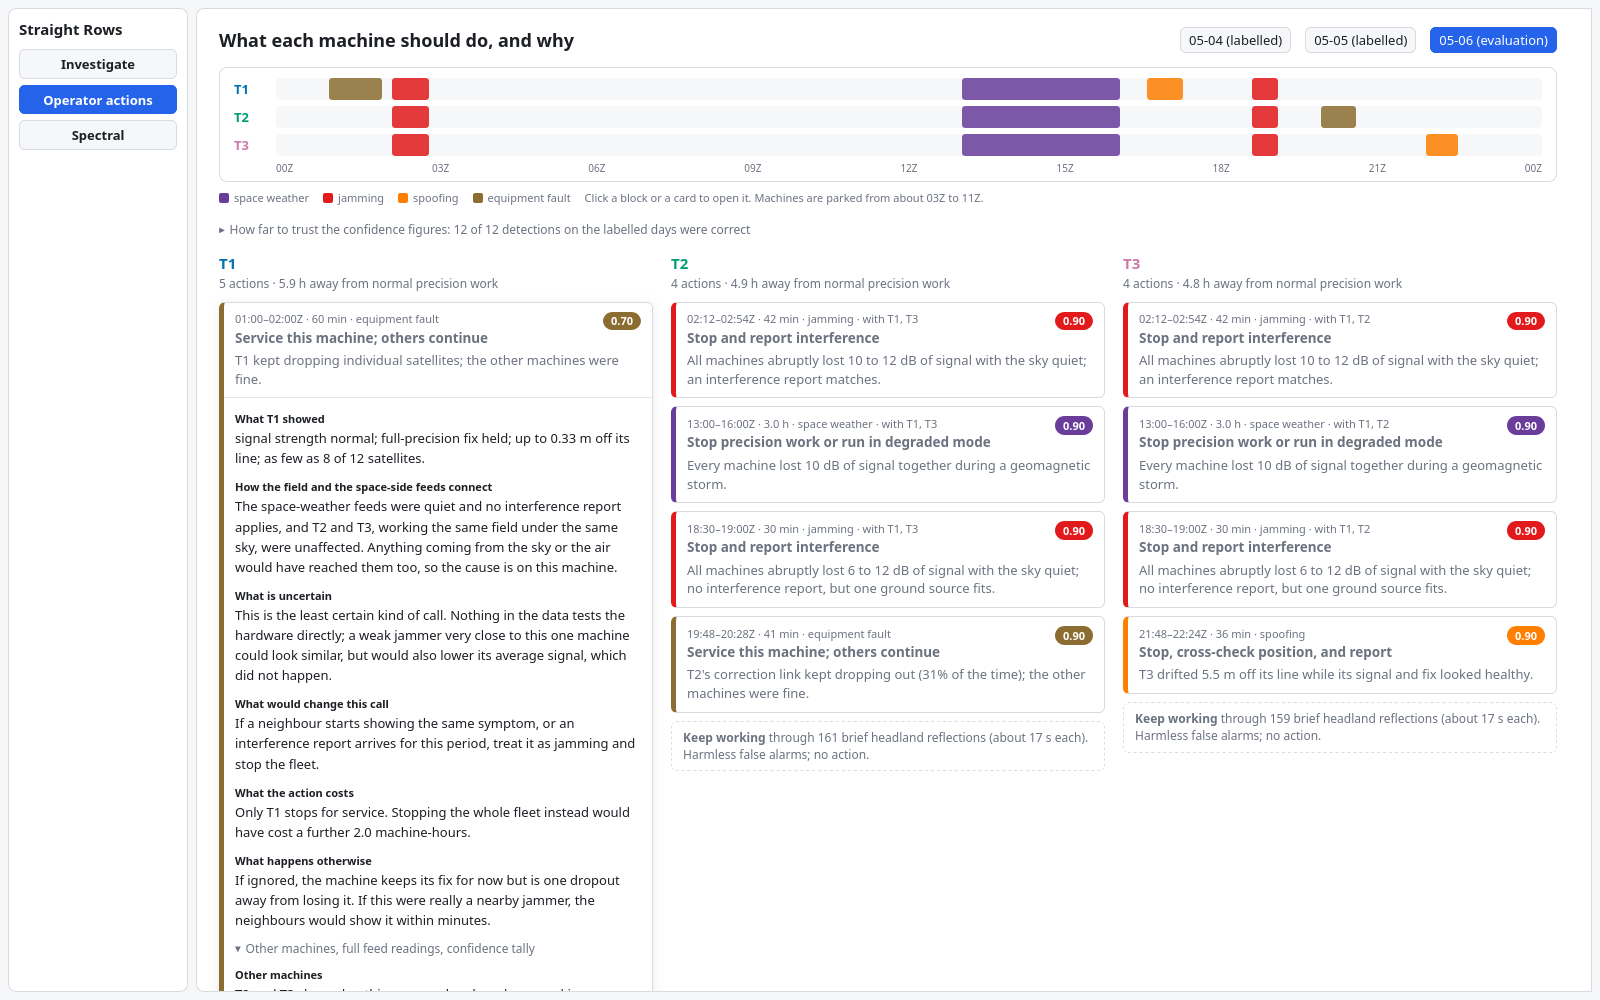 Straight Rows
Investigate
Operator actions
Spectral
What each machine should do, and why
05-04 (labelled)
05-05 (labelled)
05-06 (evaluation)
T1
T2
T3
00Z 03Z 06Z 09Z 12Z 15Z 18Z 21Z 00Z
space weather jamming spoofing equipment fault Click a block or a card to open it. Machines are parked from about 03Z to 11Z.
▸ How far to trust the confidence figures: 12 of 12 detections on the labelled days were correct
T1
5 actions · 5.9 h away from normal precision work
01:00–02:00Z · 60 min · equipment fault
0.70
Service this machine; others continue
T1 kept dropping individual satellites; the other machines were
fine.
What T1 showed
signal strength normal; full-precision fix held; up to 0.33 m off its
line; as few as 8 of 12 satellites.
How the field and the space-side feeds connect
The space-weather feeds were quiet and no interference report
applies, and T2 and T3, working the same field under the same
sky, were unaffected. Anything coming from the sky or the air
would have reached them too, so the cause is on this machine.
What is uncertain
This is the least certain kind of call. Nothing in the data tests the
hardware directly; a weak jammer very close to this one machine
could look similar, but would also lower its average signal, which
did not happen.
What would change this call
If a neighbour starts showing the same symptom, or an
interference report arrives for this period, treat it as jamming and
stop the fleet.
What the action costs
Only T1 stops for service. Stopping the whole fleet instead would
have cost a further 2.0 machine-hours.
What happens otherwise
If ignored, the machine keeps its fix for now but is one dropout
away from losing it. If this were really a nearby jammer, the
neighbours would show it within minutes.
▾ Other machines, full feed readings, confidence tally
Other machines
T2
4 actions · 4.9 h away from normal precision work
02:12–02:54Z · 42 min · jamming · with T1, T3
0.90
Stop and report interference
All machines abruptly lost 10 to 12 dB of signal with the sky quiet;
an interference report matches.
13:00–16:00Z · 3.0 h · space weather · with T1, T3
0.90
Stop precision work or run in degraded mode
Every machine lost 10 dB of signal together during a geomagnetic
storm.
18:30–19:00Z · 30 min · jamming · with T1, T3
0.90
Stop and report interference
All machines abruptly lost 6 to 12 dB of signal with the sky quiet;
no interference report, but one ground source fits.
19:48–20:28Z · 41 min · equipment fault
0.90
Service this machine; others continue
T2's correction link kept dropping out (31% of the time); the other
machines were fine.
Keep working through 161 brief headland reflections (about 17 s each).
Harmless false alarms; no action.
T3
4 actions · 4.8 h away from normal precision work
02:12–02:54Z · 42 min · jamming · with T1, T2
0.90
Stop and report interference
All machines abruptly lost 10 to 12 dB of signal with the sky quiet;
an interference report matches.
13:00–16:00Z · 3.0 h · space weather · with T1, T2
0.90
Stop precision work or run in degraded mode
Every machine lost 10 dB of signal together during a geomagnetic
storm.
18:30–19:00Z · 30 min · jamming · with T1, T2
0.90
Stop and report interference
All machines abruptly lost 6 to 12 dB of signal with the sky quiet;
no interference report, but one ground source fits.
21:48–22:24Z · 36 min · spoofing
0.90
Stop, cross-check position, and report
T3 drifted 5.5 m off its line while its signal and fix looked healthy.
Keep working through 159 brief headland reflections (about 17 s each).
Harmless false alarms; no action.